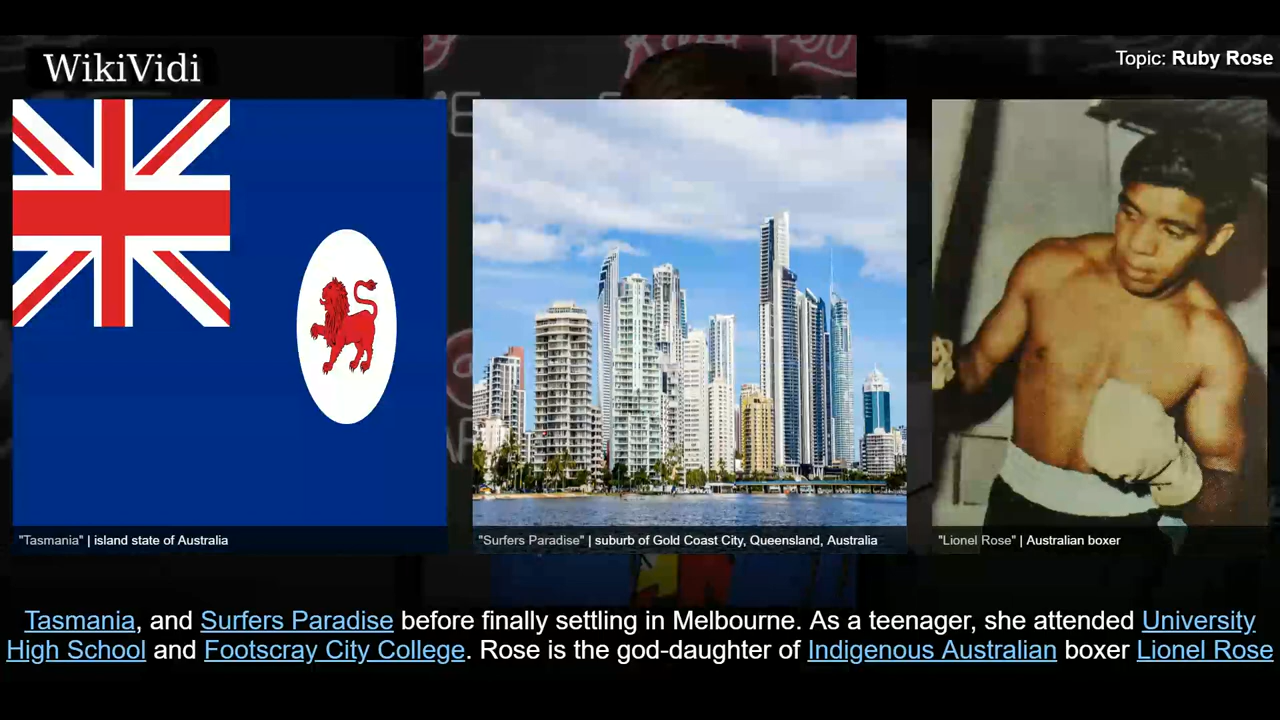 WikiVidi
Topic: Ruby Rose
"Tasmania" | island state of Australia
"Surfers Paradise" | suburb of Gold Coast City, Queensland, Australia
"Lionel Rose" | Australian boxer
Tasmania, and Surfers Paradise before finally settling in Melbourne. As a teenager, she attended University
High School and Footscray City College. Rose is the god-daughter of Indigenous Australian boxer Lionel Rose